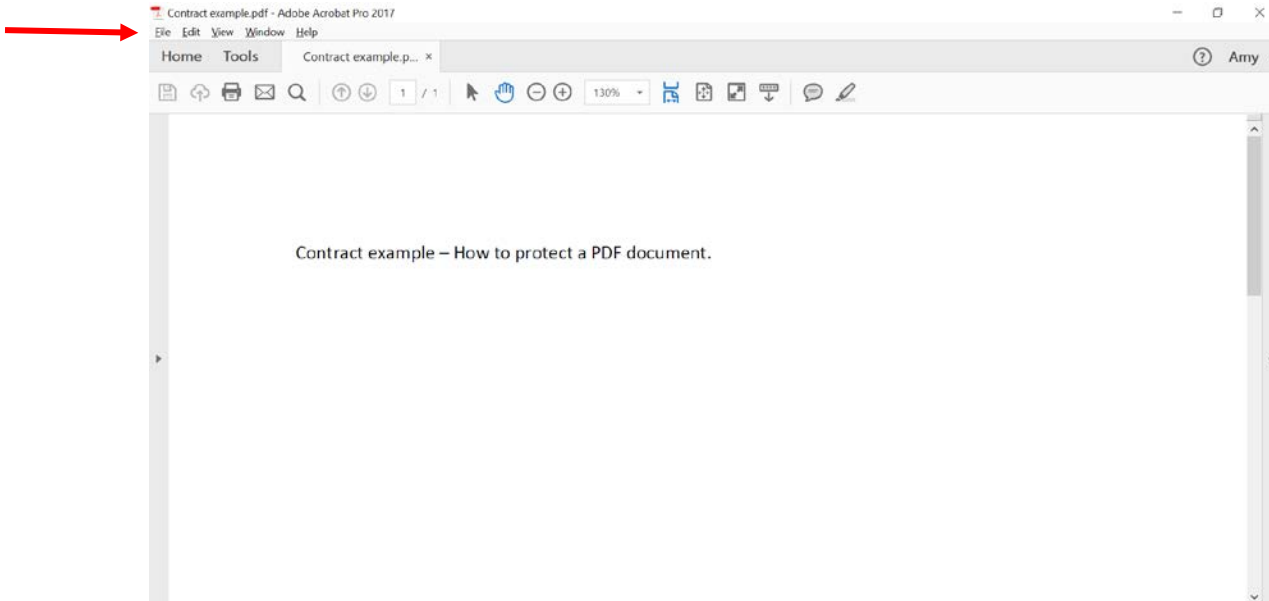 Contract example.pdf - Adobe Acrobat Pro 2017
File Edit View Window Help
Home Tools Contract example.p... ×
? Amy
1 / 1 130%
Contract example – How to protect a PDF document.